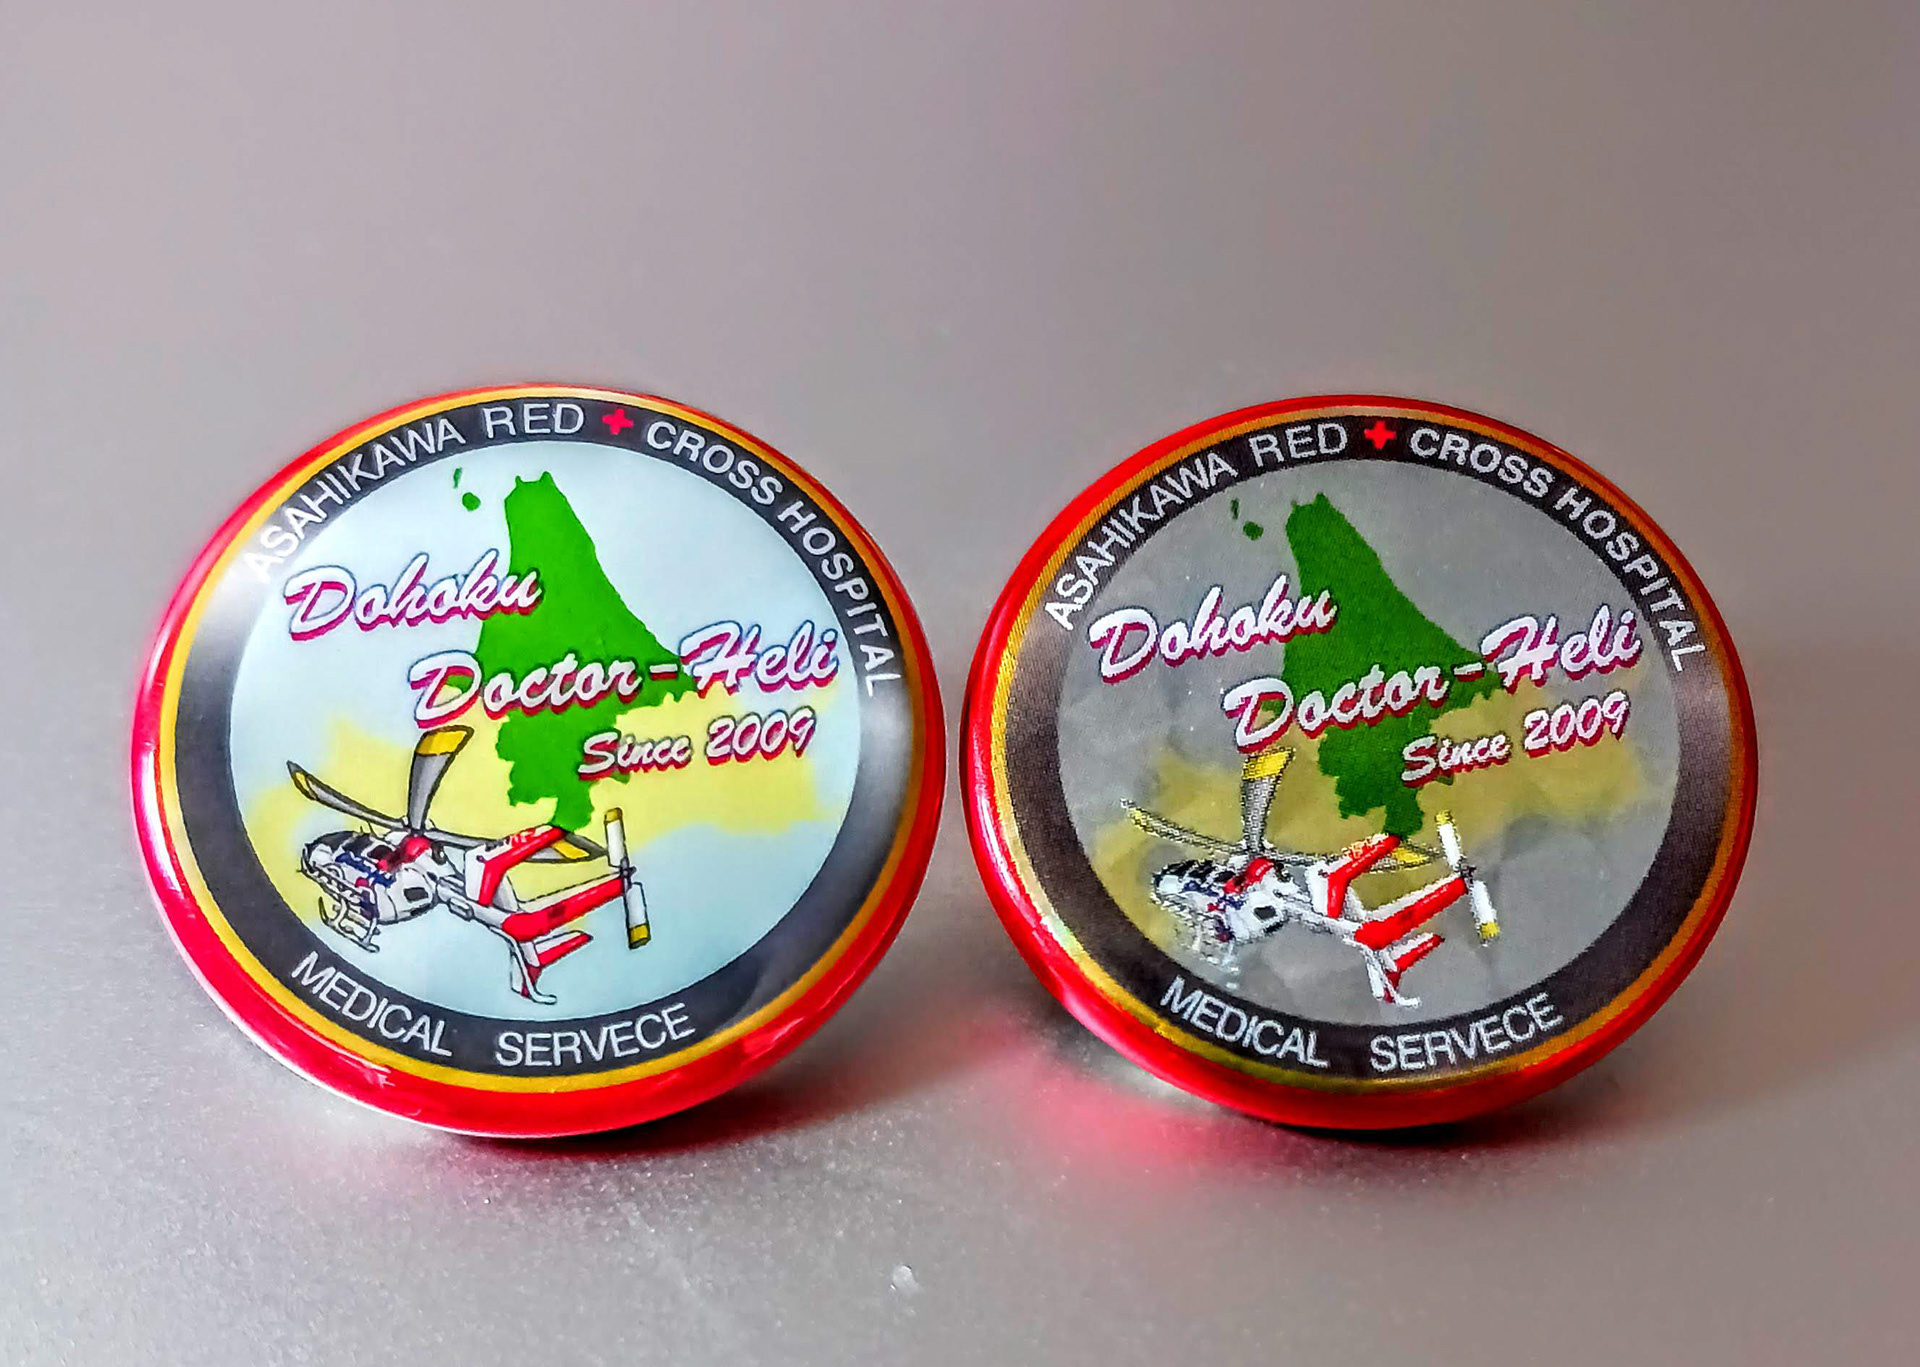 ASAHIKAWA RED CROSS HOSPITAL
Dohoku
Doctor-Heli
Since 2009
MEDICAL SERVECE
ASAHIKAWA RED CROSS HOSPITAL
Dohoku
Doctor-Heli
Since 2009
MEDICAL SERVECE